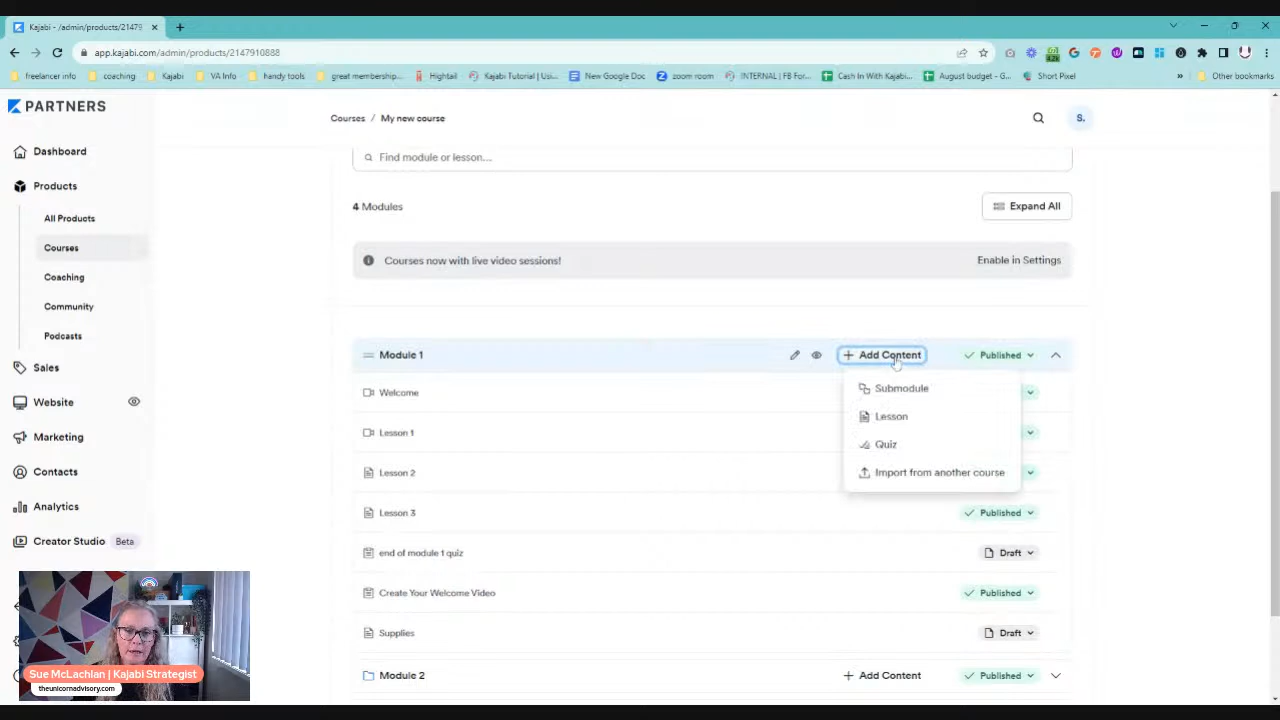 Kajabi - /admin/products/21479
app.kajabi.com/admin/products/2147910888
freelancer info
coaching
Kajabi
VA Info
handy tools
great membership...
Hightail
Kajabi Tutorial | Usi...
New Google Doc
zoom room
INTERNAL | FB For...
Cash In With Kajabi...
August budget - G...
Short Pixel
Other bookmarks
PARTNERS
Courses / My new course
S.
Dashboard
Products
All Products
Courses
Coaching
Community
Podcasts
Sales
Website
Marketing
Contacts
Analytics
Creator Studio Beta
Find module or lesson...
4 Modules
Expand All
Courses now with live video sessions!
Enable in Settings
Module 1
Add Content
Published
Submodule
Lesson
Quiz
Import from another course
Welcome
Lesson 1
Lesson 2
Lesson 3
Published
end of module 1 quiz
Draft
Create Your Welcome Video
Published
Supplies
Draft
Module 2
Add Content
Published
Sue McLachlan | Kajabi Strategist
theunicornadvisory.com